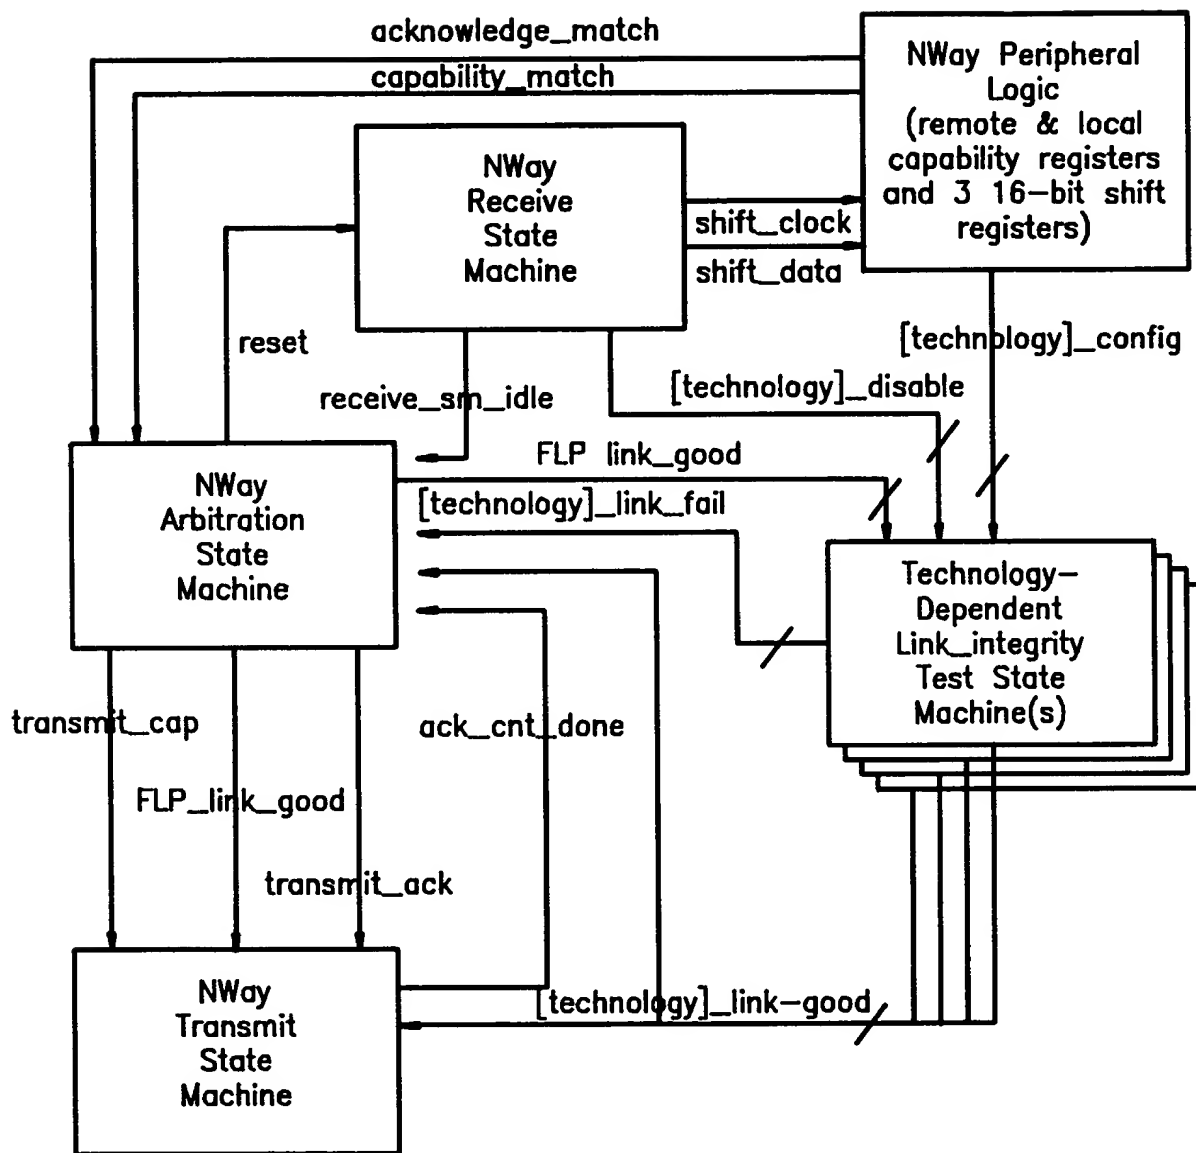 acknowledge_match
capability_match
NWay Peripheral
Logic
(remote & local
capability registers
and 3 16-bit shift
registers)
NWay
Receive
State
Machine
shift_clock
shift_data
reset
receive_sm_idle
[technology]_config
[technology]_disable
FLP link_good
[technology]_link_fail
NWay
Arbitration
State
Machine
Technology-
Dependent
Link_integrity
Test State
Machine(s)
transmit_cap
ack_cnt_done
FLP_link_good
transmit_ack
NWay
Transmit
State
Machine
[technology]_link-good